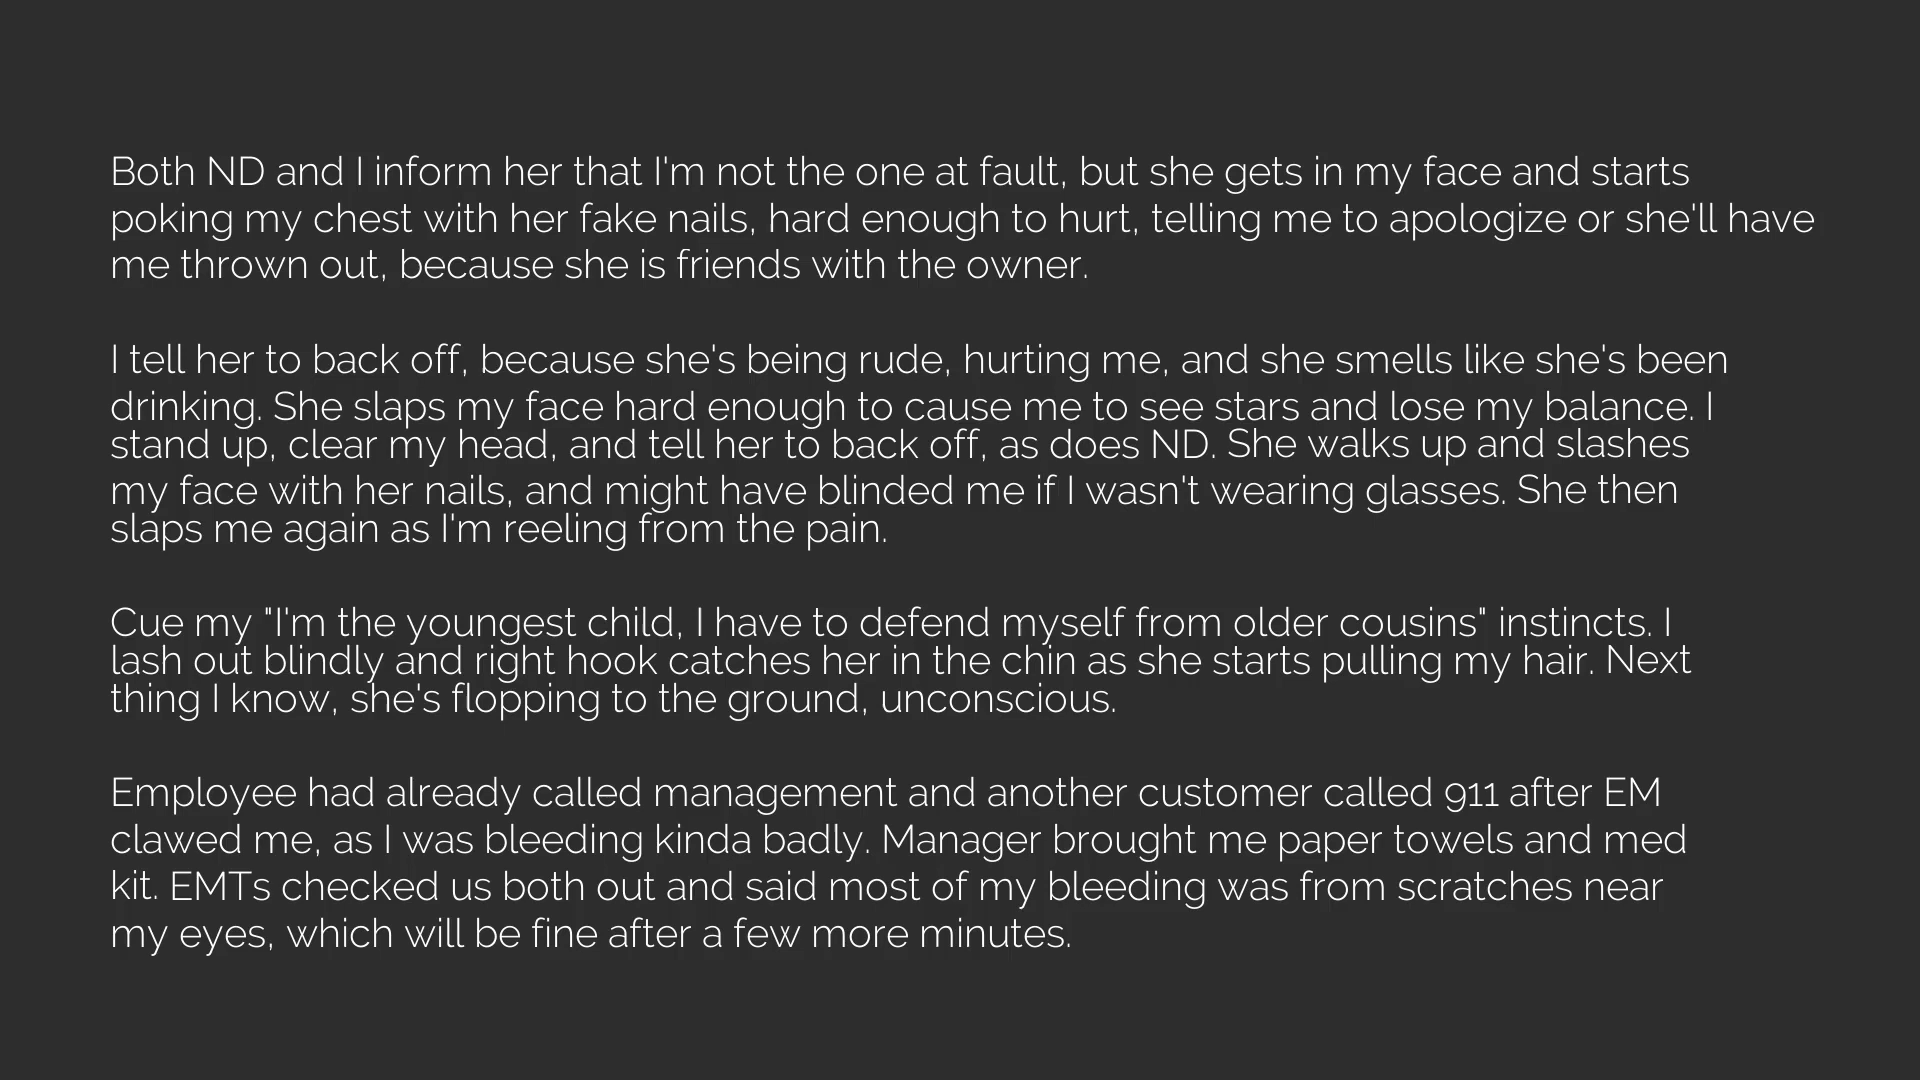 Both ND and I inform her that I'm not the one at fault, but she gets in my face and starts
poking my chest with her fake nails, hard enough to hurt, telling me to apologize or she'll have
me thrown out, because she is friends with the owner.
I tell her to back off, because she's being rude, hurting me, and she smells like she's been
drinking. She slaps my face hard enough to cause me to see stars and lose my balance. I
stand up, clear my head, and tell her to back off, as does ND. She walks up and slashes
my face with her nails, and might have blinded me if I wasn't wearing glasses. She then
slaps me again as I'm reeling from the pain.
Cue my "I'm the youngest child, I have to defend myself from older cousins" instincts. I
lash out blindly and right hook catches her in the chin as she starts pulling my hair. Next
thing I know, she's flopping to the ground, unconscious.
Employee had already called management and another customer called 911 after EM
clawed me, as I was bleeding kinda badly. Manager brought me paper towels and med
kit. EMTs checked us both out and said most of my bleeding was from scratches near
my eyes, which will be fine after a few more minutes.